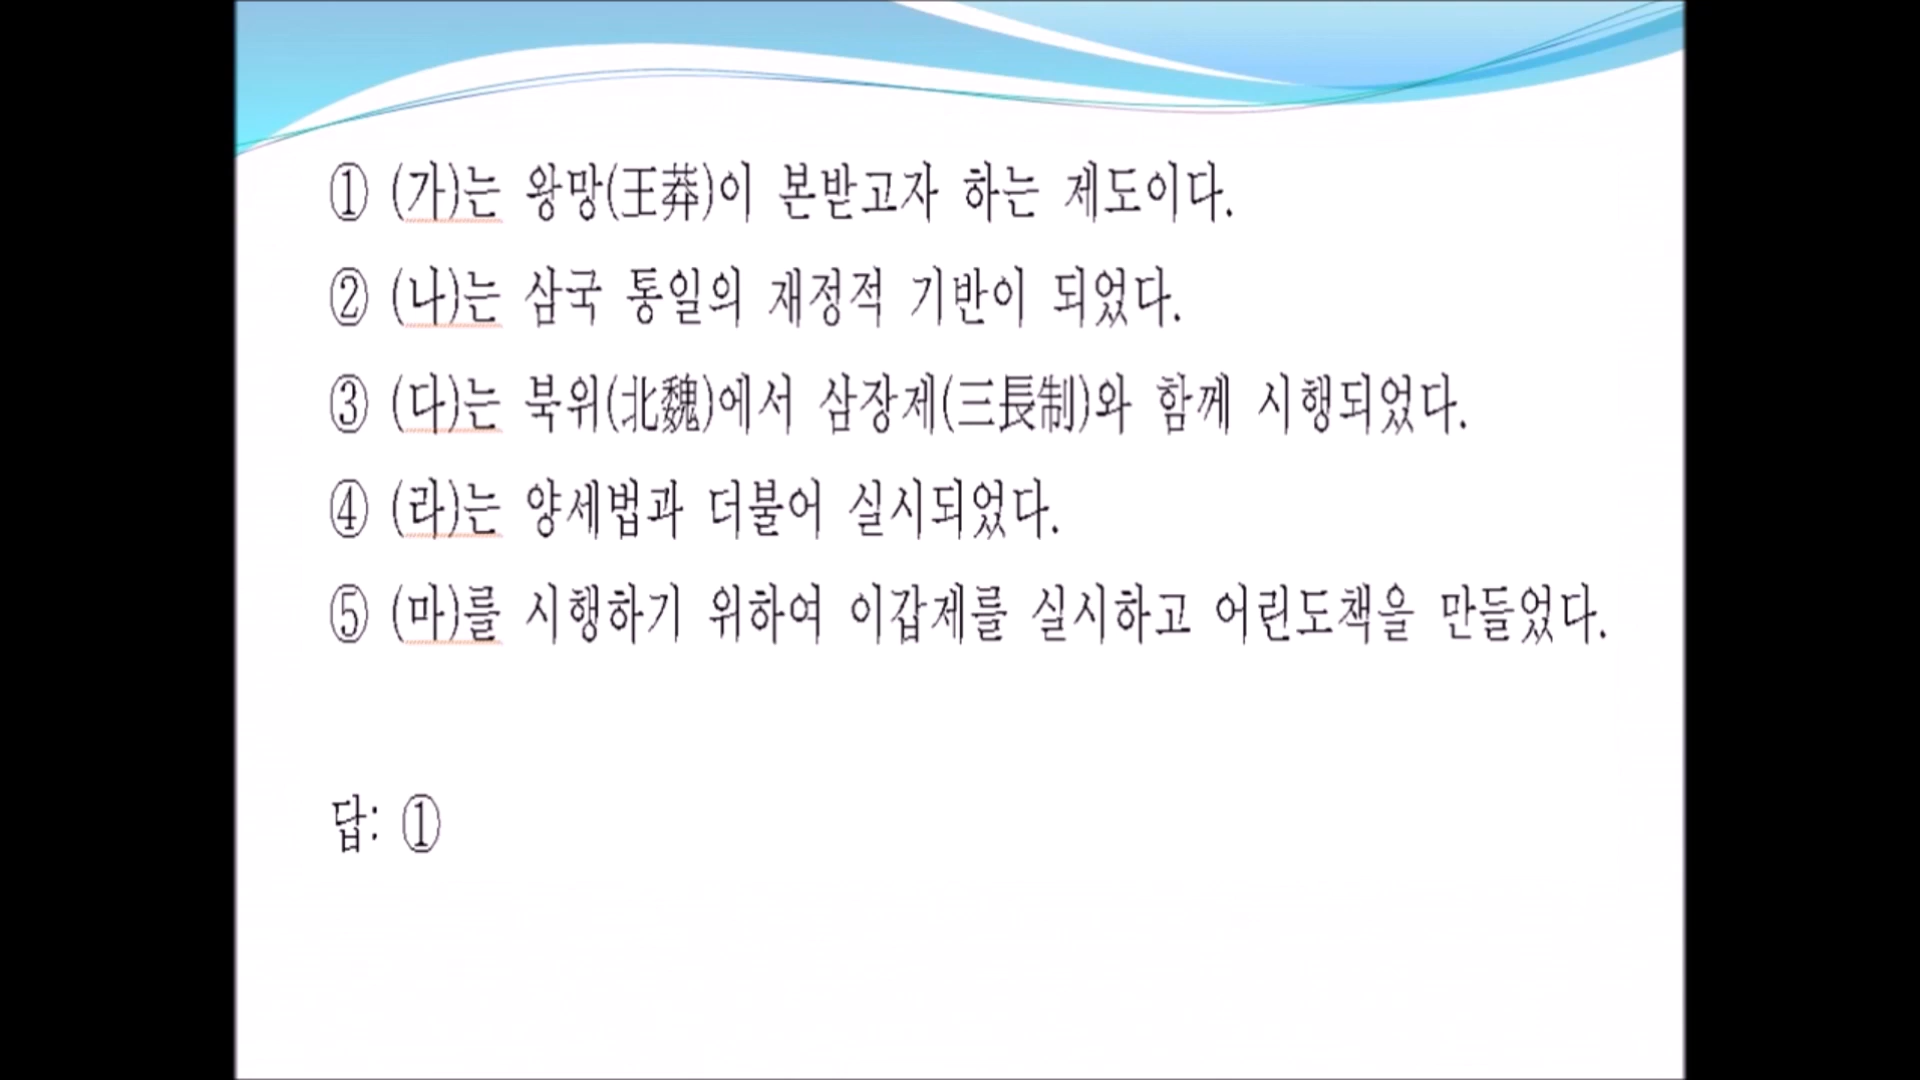 ① (가)는 왕망(王莽)이 본받고자 하는 제도이다.
② (나)는 삼국 통일의 재정적 기반이 되었다.
③ (다)는 북위(北魏)에서 삼장제(三長制)와 함께 시행되었다.
④ (라)는 양세법과 더불어 실시되었다.
⑤ (마)를 시행하기 위하여 이갑제를 실시하고 어린도책을 만들었다.
답: ①